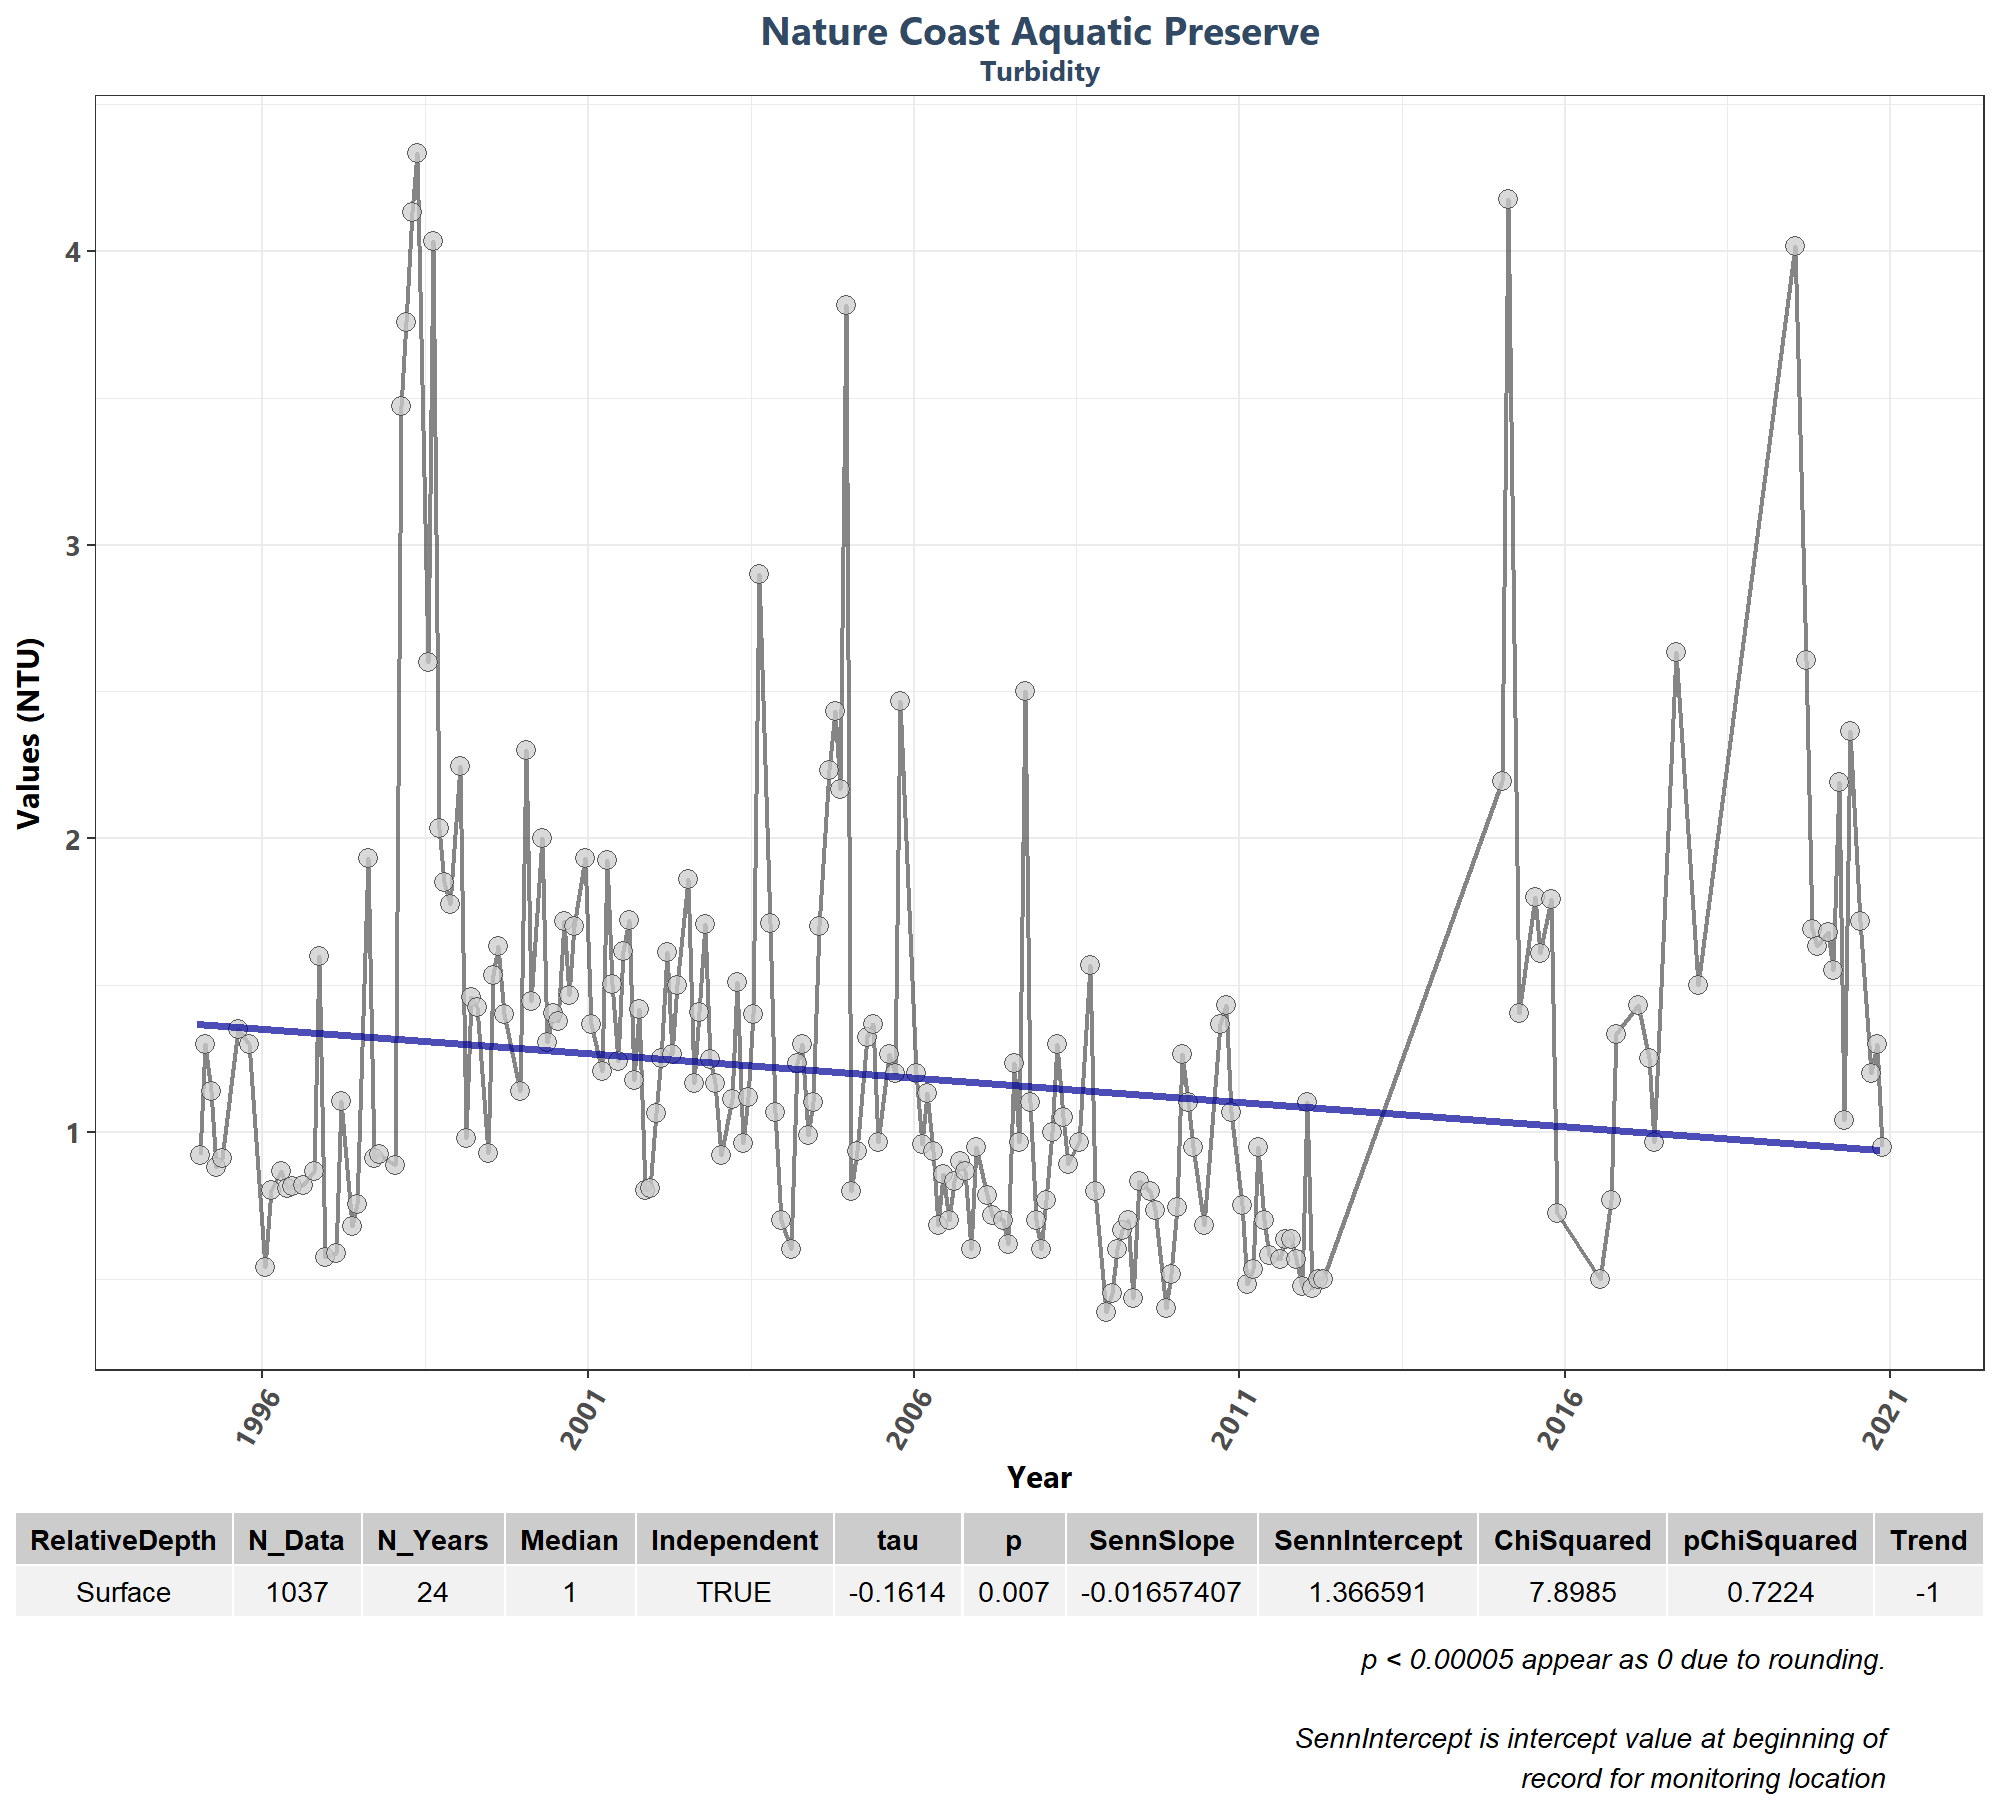 Nature Coast Aquatic Preserve
Turbidity
Values (NTU)
4
3
2
1
1996 2001 2006 2011 2016 2021
Year
RelativeDepth N_Data N_Years Median Independent tau p SennSlope SennIntercept ChiSquared pChiSquared Trend
Surface 1037 24 1 TRUE -0.1614 0.007 -0.01657407 1.366591 7.8985 0.7224 -1
p < 0.00005 appear as 0 due to rounding.
SennIntercept is intercept value at beginning of
record for monitoring location